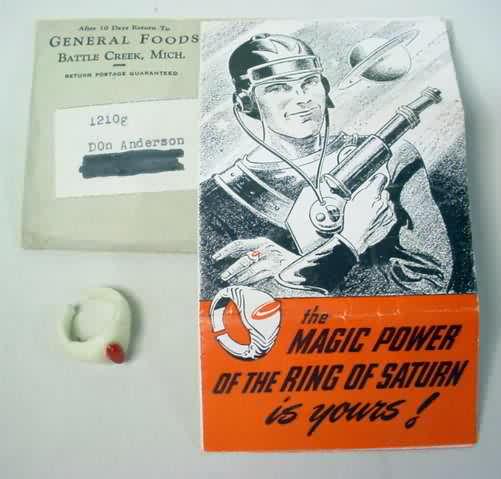 After 10 Days Return To
GENERAL FOODS
BATTLE CREEK, MICH.
RETURN POSTAGE GUARANTEED
1210g
DOn Anderson
the
MAGIC POWER
OF THE RING OF SATURN
is yours!